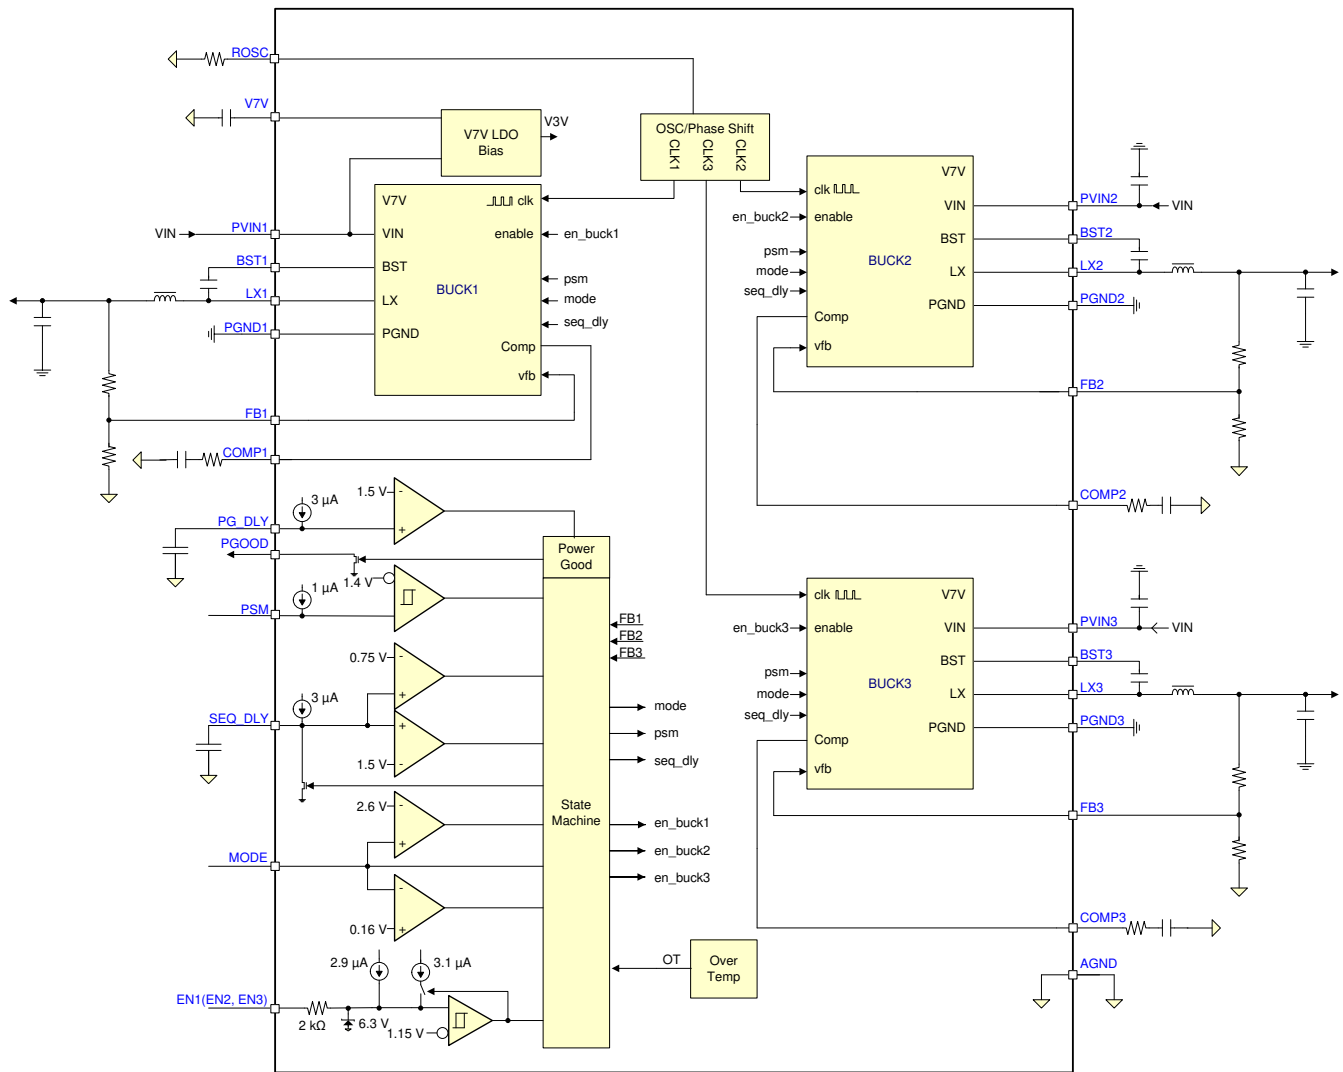 ROSC
V7V
V7V LDO
Bias
V3V
OSC/Phase Shift
CLK1
CLK3
CLK2
V7V
clk
VIN
PVIN1
VIN
enable
en_buck1
BST1
BST
psm
BUCK1
LX1
LX
mode
PGND1
PGND
seq_dly
Comp
vfb
FB1
COMP1
V7V
clk
VIN
PVIN2
VIN
en_buck2
enable
BST
BST2
psm
BUCK2
mode
LX
LX2
seq_dly
PGND
PGND2
Comp
vfb
FB2
COMP2
1.5 V
-
3 µA
+
PG_DLY
PGOOD
Power
Good
1.4 V
1 µA
PSM
FB1
FB2
FB3
0.75 V
-
3 µA
+
SEQ_DLY
+
1.5 V
-
mode
psm
seq_dly
2.6 V
-
State
Machine
+
MODE
-
0.16 V
+
en_buck1
en_buck2
en_buck3
clk
V7V
en_buck3
enable
VIN
PVIN3
VIN
BST
BST3
psm
BUCK3
mode
LX
LX3
seq_dly
PGND
PGND3
Comp
vfb
FB3
COMP3
AGND
OT
Over
Temp
2.9 µA
3.1 µA
EN1(EN2, EN3)
2 kΩ
6.3 V
1.15 V